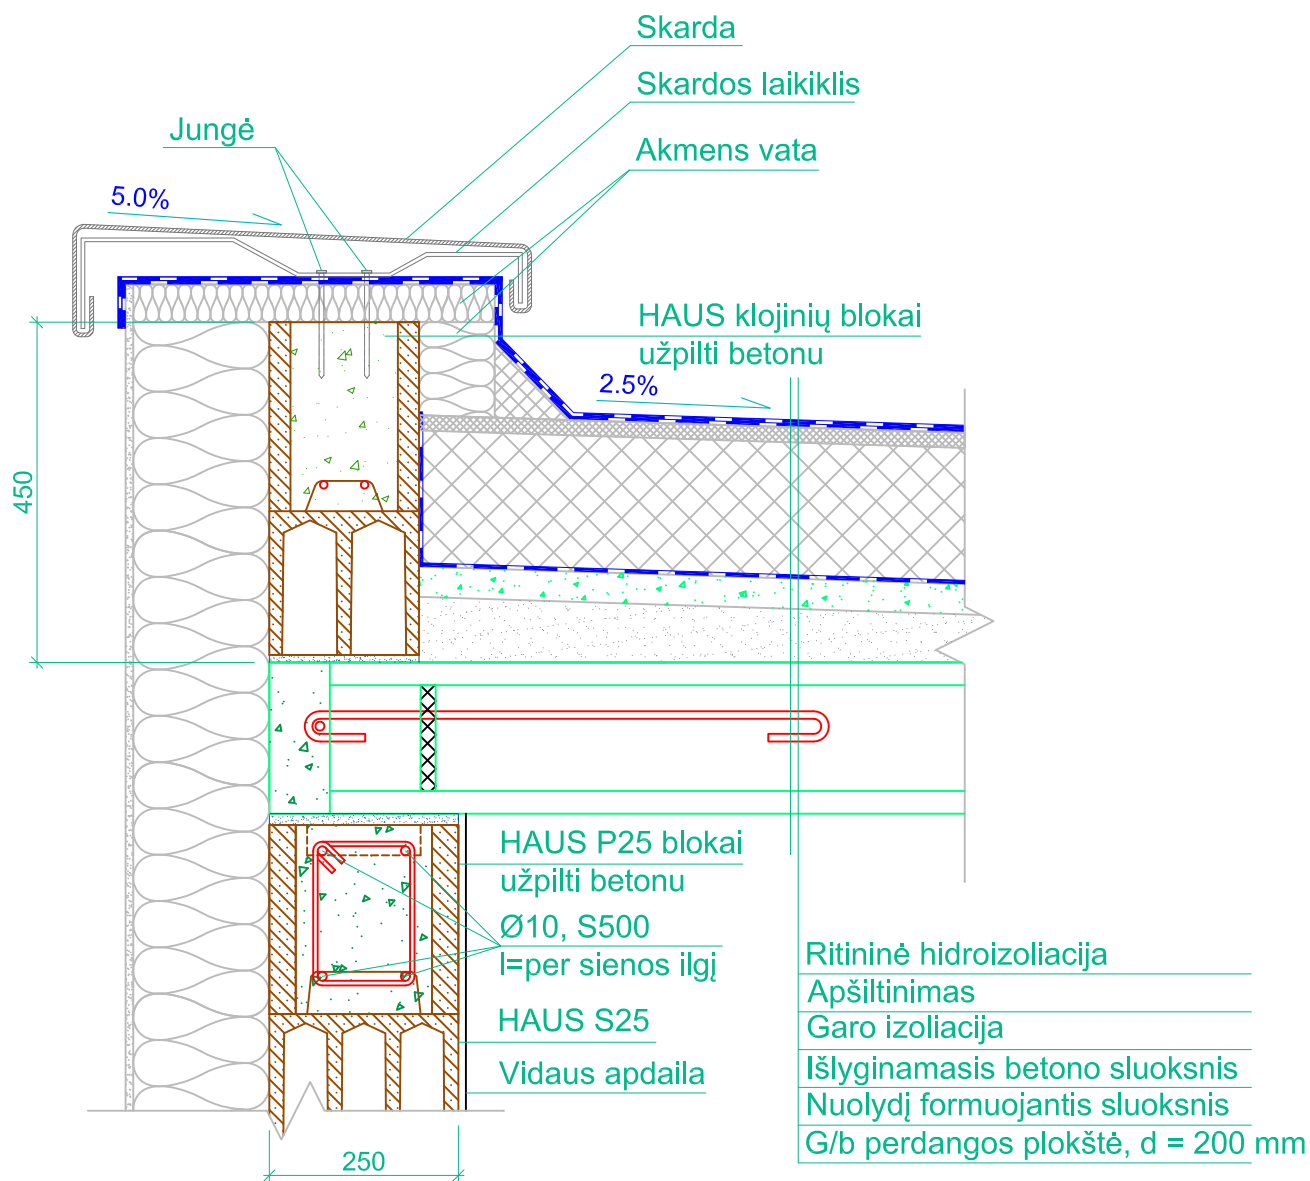 Skarda
Skardos laikiklis
Jungė
Akmens vata
5.0%
HAUS klojinių blokai
užpilti betonu
2.5%
450
HAUS P25 blokai
užpilti betonu
Ø10, S500
l=per sienos ilgį
HAUS S25
Vidaus apdaila
Ritininė hidroizoliacija
Apšiltinimas
Garo izoliacija
Išlyginamasis betono sluoksnis
Nuolydį formuojantis sluoksnis
G/b perdangos plokštė, d = 200 mm
250